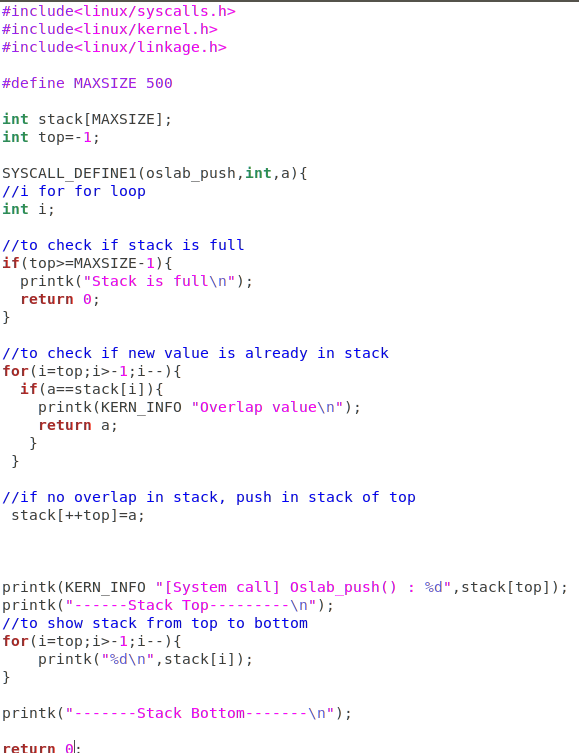 #include<linux/syscalls.h>
#include<linux/kernel.h>
#include<linux/linkage.h>

#define MAXSIZE 500

int stack[MAXSIZE];
int top=-1;

SYSCALL_DEFINE1(oslab_push,int,a){
//i for for loop
int i;

//to check if stack is full
if(top>=MAXSIZE-1){
  printk("Stack is full\n");
  return 0;
}

//to check if new value is already in stack
for(i=top;i>-1;i--){
  if(a==stack[i]){
    printk(KERN_INFO "Overlap value\n");
    return a;
   }
 }

//if no overlap in stack, push in stack of top
 stack[++top]=a;

printk(KERN_INFO "[System call] Oslab_push() : %d",stack[top]);
printk("------Stack Top---------\n");
//to show stack from top to bottom
for(i=top;i>-1;i--){
    printk("%d\n",stack[i]);
}

printk("-------Stack Bottom-------\n");

return 0;